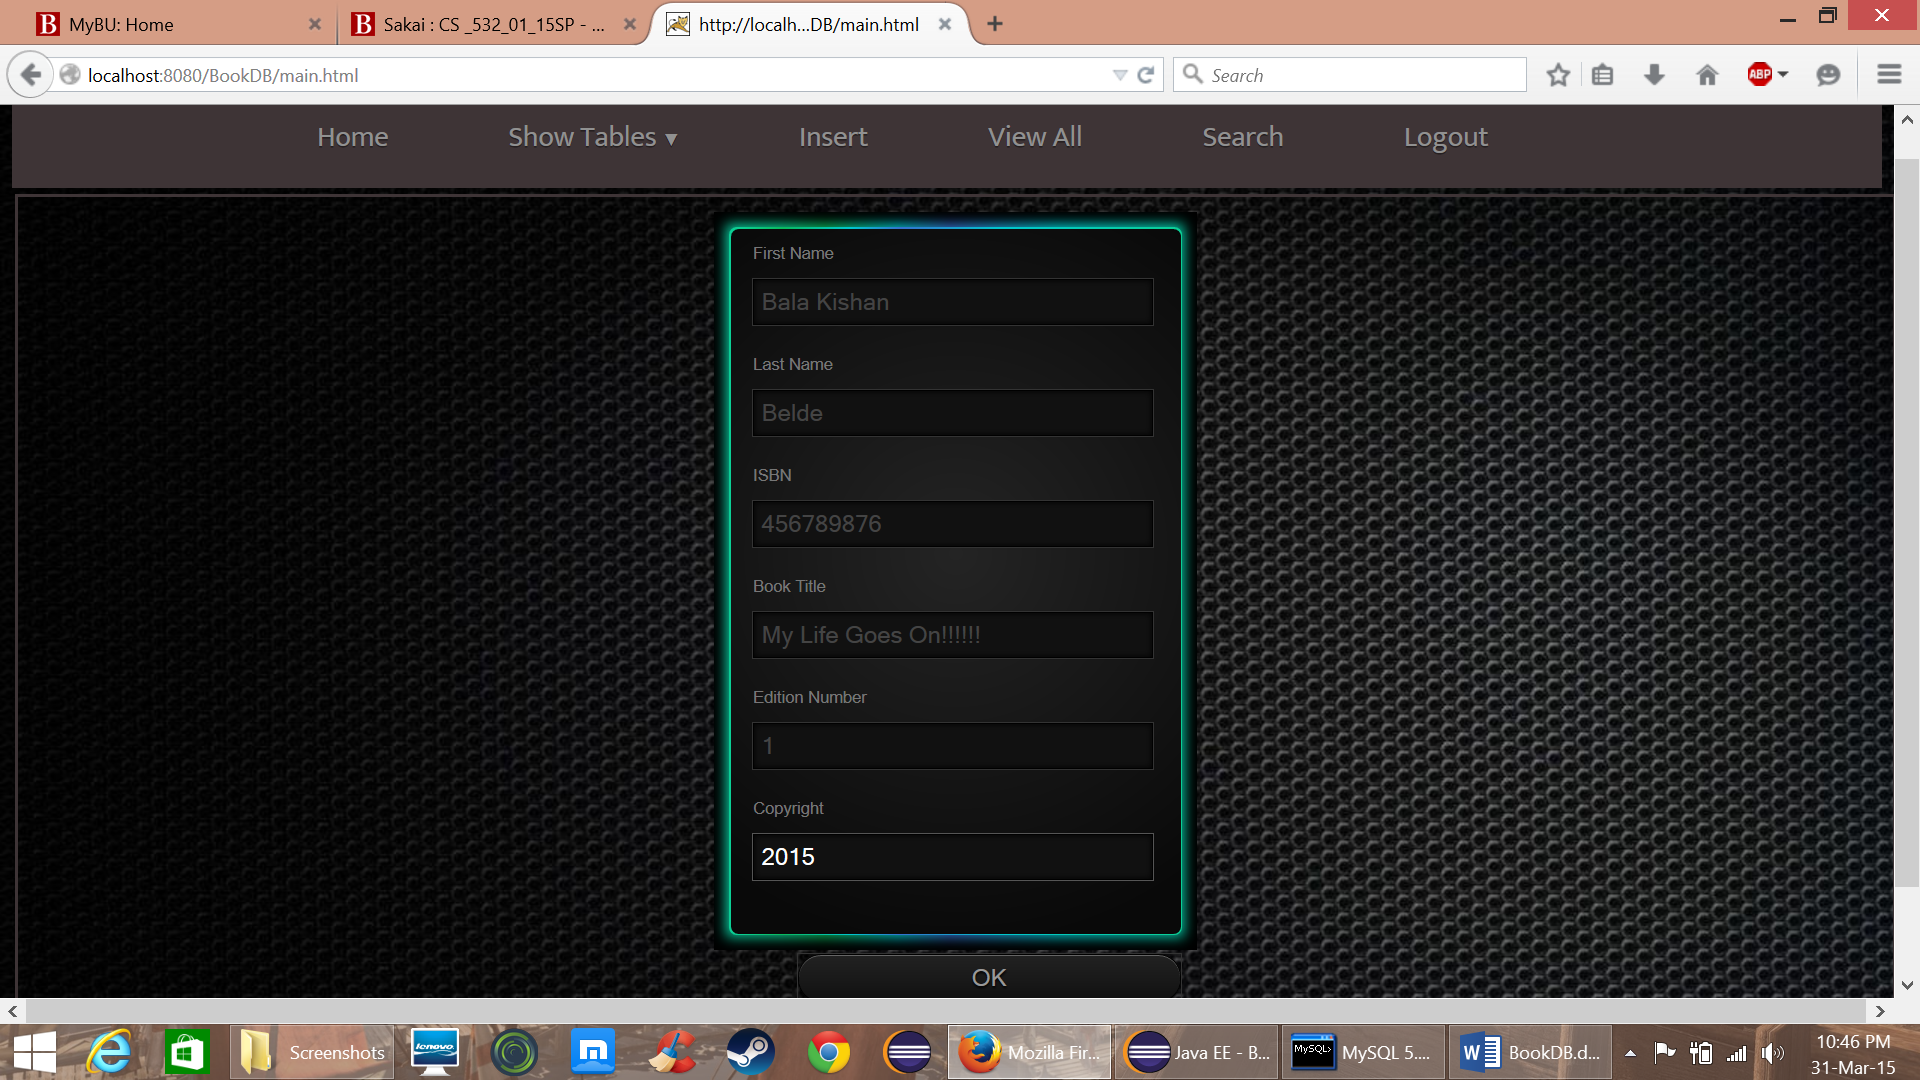 B MyBU: Home
B Sakai : CS _532_01_15SP - ...
http://localh...DB/main.html
localhost:8080/BookDB/main.html
Search
ABP
Home
Show Tables ▼
Insert
View All
Search
Logout
First Name
Bala Kishan
Last Name
Belde
ISBN
456789876
Book Title
My Life Goes On!!!!!!
Edition Number
1
Copyright
2015
OK
Screenshots
lenovo
m
Mozilla Fir...
Java EE - B...
MySQL>
MySQL 5....
W
BookDB.d...
10:46 PM
31-Mar-15